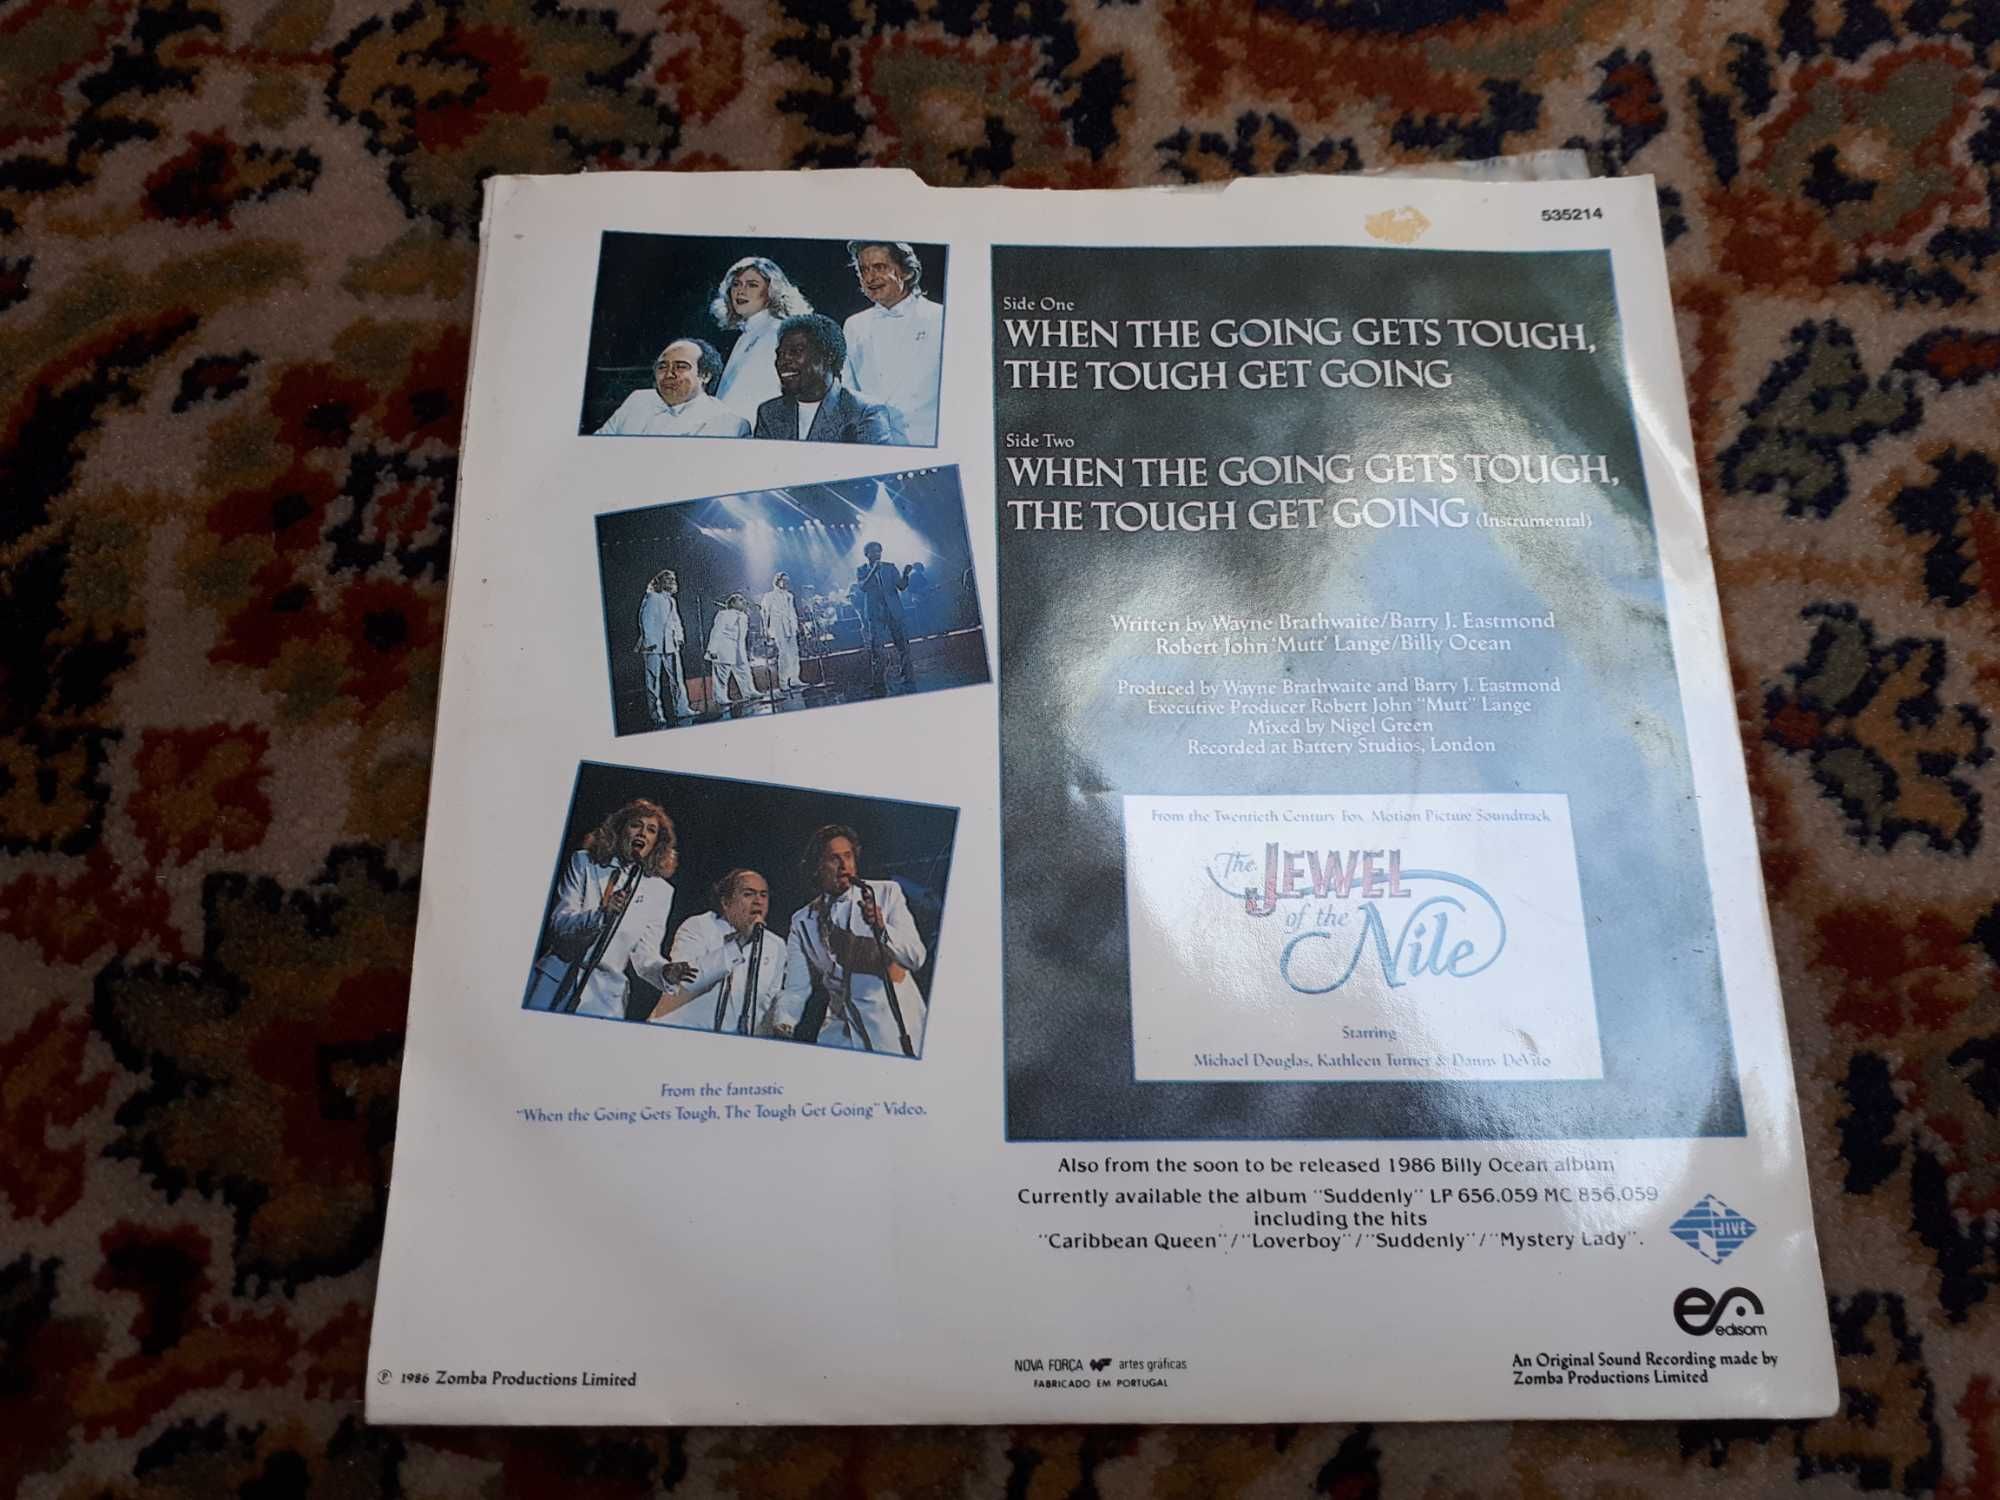 535214
Side One
WHEN THE GOING GETS TOUGH,
THE TOUGH GET GOING
Side Two
WHEN THE GOING GETS TOUGH,
THE TOUGH GET GOING (Instrumental)
Written by Wayne Brathwaite/Barry J. Eastmond
Robert John 'Mutt' Lange/Billy Ocean
Produced by Wayne Brathwaite and Barry J. Eastmond
Executive Producer Robert John "Mutt" Lange
Mixed by Nigel Green
Recorded at Battery Studios, London
From the Twentieth Century Fox Motion Picture Soundtrack
The JEWEL
of the
Nile
Starring
Michael Douglas, Kathleen Turner & Danny DeVito
From the fantastic
"When the Going Gets Tough, The Tough Get Going" Video.
Also from the soon to be released 1986 Billy Ocean album
Currently available the album "Suddenly" LP 656.059 MC 856.059
including the hits
"Caribbean Queen"/"Loverboy"/"Suddenly"/"Mystery Lady".
JIVE
edisom
℗ 1986 Zomba Productions Limited
NOVA FORÇA artes gráficas
FABRICADO EM PORTUGAL
An Original Sound Recording made by
Zomba Productions Limited